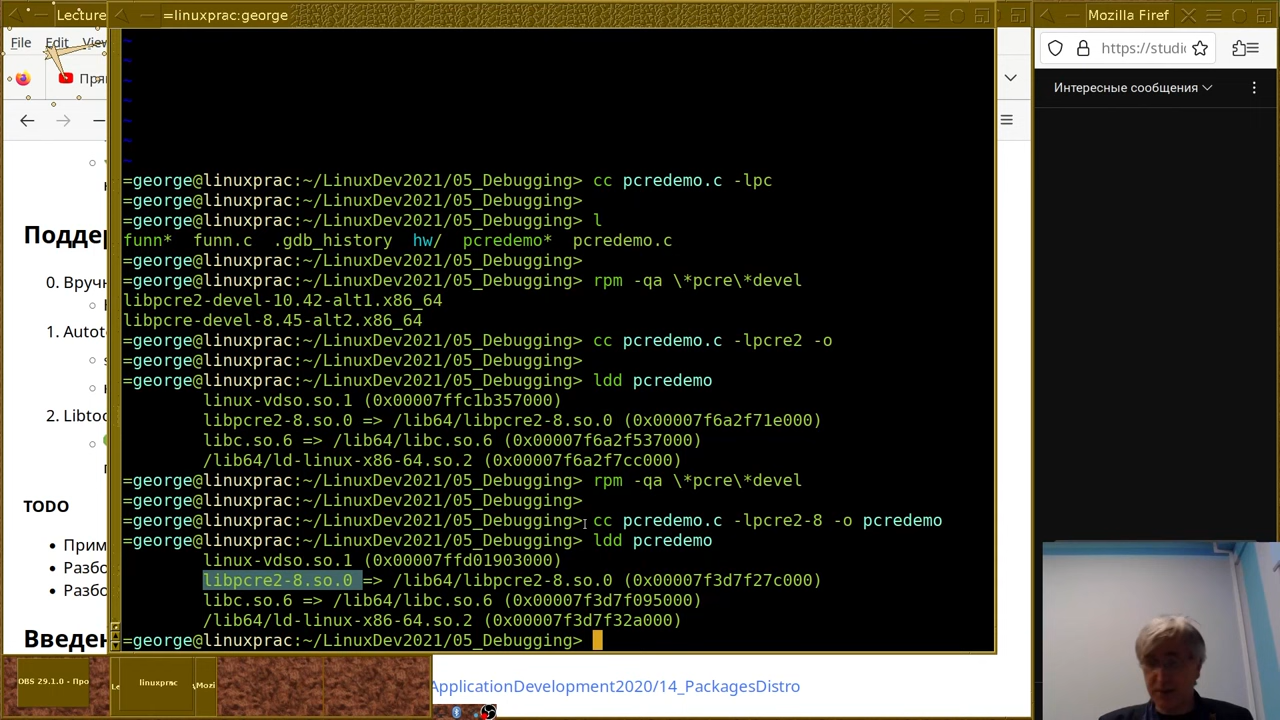 Lecture
=linuxprac:george
Mozilla Firef
File Edit View
https://studi
При
Интересные сообщения
=george@linuxprac:~/LinuxDev2021/05_Debugging> cc pcredemo.c -lpc
=george@linuxprac:~/LinuxDev2021/05_Debugging>
=george@linuxprac:~/LinuxDev2021/05_Debugging> l
funn* funn.c .gdb_history hw/ pcredemo* pcredemo.c
=george@linuxprac:~/LinuxDev2021/05_Debugging>
=george@linuxprac:~/LinuxDev2021/05_Debugging> rpm -qa \*pcre\*devel
libpcre2-devel-10.42-alt1.x86_64
libpcre-devel-8.45-alt2.x86_64
=george@linuxprac:~/LinuxDev2021/05_Debugging> cc pcredemo.c -lpcre2 -o
=george@linuxprac:~/LinuxDev2021/05_Debugging>
=george@linuxprac:~/LinuxDev2021/05_Debugging> ldd pcredemo
linux-vdso.so.1 (0x00007ffc1b357000)
libpcre2-8.so.0 => /lib64/libpcre2-8.so.0 (0x00007f6a2f71e000)
libc.so.6 => /lib64/libc.so.6 (0x00007f6a2f537000)
/lib64/ld-linux-x86-64.so.2 (0x00007f6a2f7cc000)
=george@linuxprac:~/LinuxDev2021/05_Debugging> rpm -qa \*pcre\*devel
=george@linuxprac:~/LinuxDev2021/05_Debugging>
=george@linuxprac:~/LinuxDev2021/05_Debugging> cc pcredemo.c -lpcre2-8 -o pcredemo
=george@linuxprac:~/LinuxDev2021/05_Debugging> ldd pcredemo
linux-vdso.so.1 (0x00007ffd01903000)
libpcre2-8.so.0 => /lib64/libpcre2-8.so.0 (0x00007f3d7f27c000)
libc.so.6 => /lib64/libc.so.6 (0x00007f3d7f095000)
/lib64/ld-linux-x86-64.so.2 (0x00007f3d7f32a000)
=george@linuxprac:~/LinuxDev2021/05_Debugging>
Поддер
0. Вручн
1. Autot
2. Libtoo
TODO
Прим
Разбо
Разбо
Введен
ApplicationDevelopment2020/14_PackagesDistro
OBS 29.1.0 - Про
linuxprac
Mozi